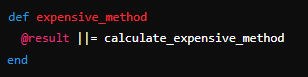 def expensive_method
  @result ||= calculate_expensive_method
end